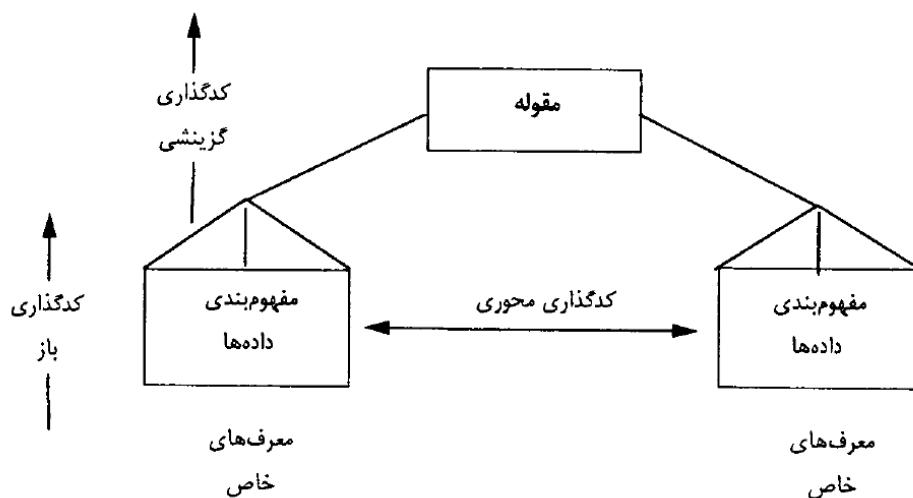 کدگذاری
گزینشی
مقوله
کدگذاری
باز
مفهوم‌بندی
داده‌ها
کدگذاری محوری
مفهوم‌بندی
داده‌ها
معرف‌های
خاص
معرف‌های
خاص